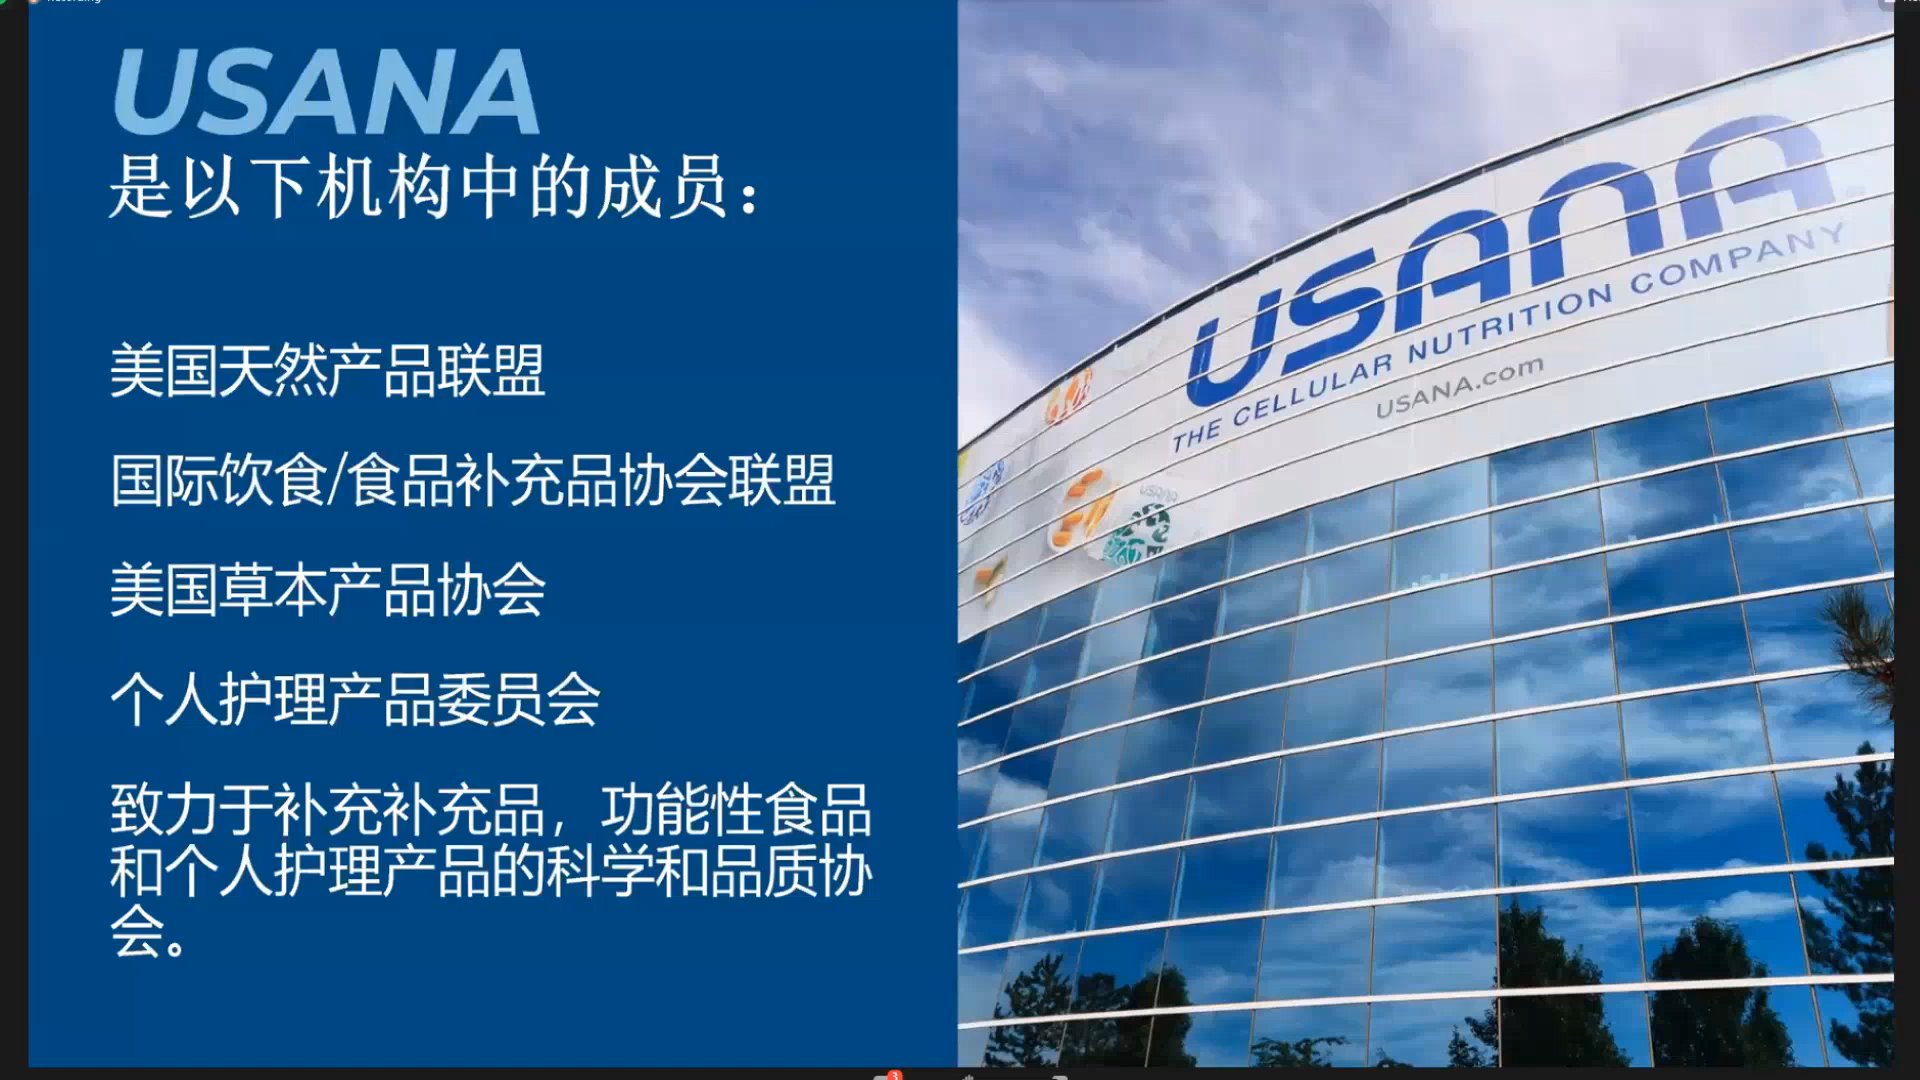 USANA
是以下机构中的成员：
美国天然产品联盟
国际饮食/食品补充品协会联盟
美国草本产品协会
个人护理产品委员会
致力于补充补充品，功能性食品
和个人护理产品的科学和品质协
会。
USANA
THE CELLULAR NUTRITION COMPANY
USANA.com
USANA
3